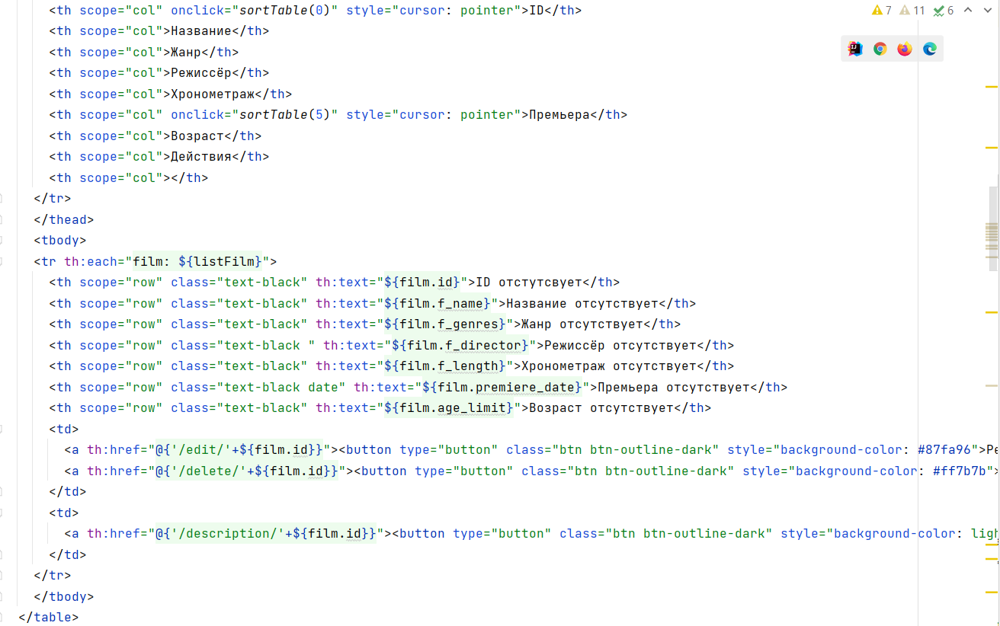 <th scope="col" onclick="sortTable(0)" style="cursor: pointer">ID</th>
7 11 6
<th scope="col">Название</th>
<th scope="col">Жанр</th>
<th scope="col">Режиссёр</th>
<th scope="col">Хронометраж</th>
<th scope="col" onclick="sortTable(5)" style="cursor: pointer">Премьера</th>
<th scope="col">Возраст</th>
<th scope="col">Действия</th>
<th scope="col"></th>
</tr>
</thead>
<tbody>
<tr th:each="film: ${listFilm}">
<th scope="row" class="text-black" th:text="${film.id}">ID отстутсвует</th>
<th scope="row" class="text-black" th:text="${film.f_name}">Название отсутствует</th>
<th scope="row" class="text-black" th:text="${film.f_genres}">Жанр отсутствует</th>
<th scope="row" class="text-black " th:text="${film.f_director}">Режиссёр отсутствует</th>
<th scope="row" class="text-black" th:text="${film.f_length}">Хронометраж отсутствует</th>
<th scope="row" class="text-black date" th:text="${film.premiere_date}">Премьера отсутствует</th>
<th scope="row" class="text-black" th:text="${film.age_limit}">Возраст отсутствует</th>
<td>
<a th:href="@{'/edit/'+${film.id}}"><button type="button" class="btn btn-outline-dark" style="background-color: #87fa96">Ре
<a th:href="@{'/delete/'+${film.id}}"><button type="button" class="btn btn-outline-dark" style="background-color: #ff7b7b">
</td>
<td>
<a th:href="@{'/description/'+${film.id}}"><button type="button" class="btn btn-outline-dark" style="background-color: ligh
</td>
</tr>
</tbody>
</table>